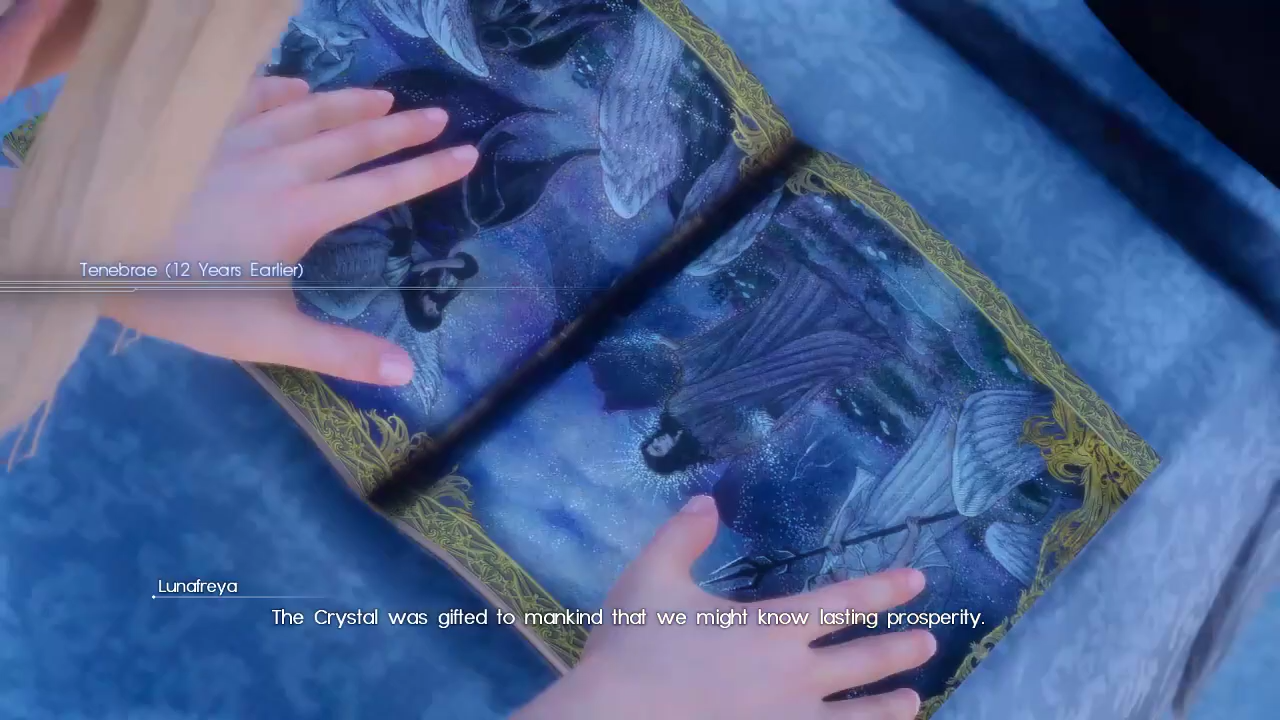 Tenebrae (12 Years Earlier)
Lunafreya
The Crystal was gifted to mankind that we might know lasting prosperity.